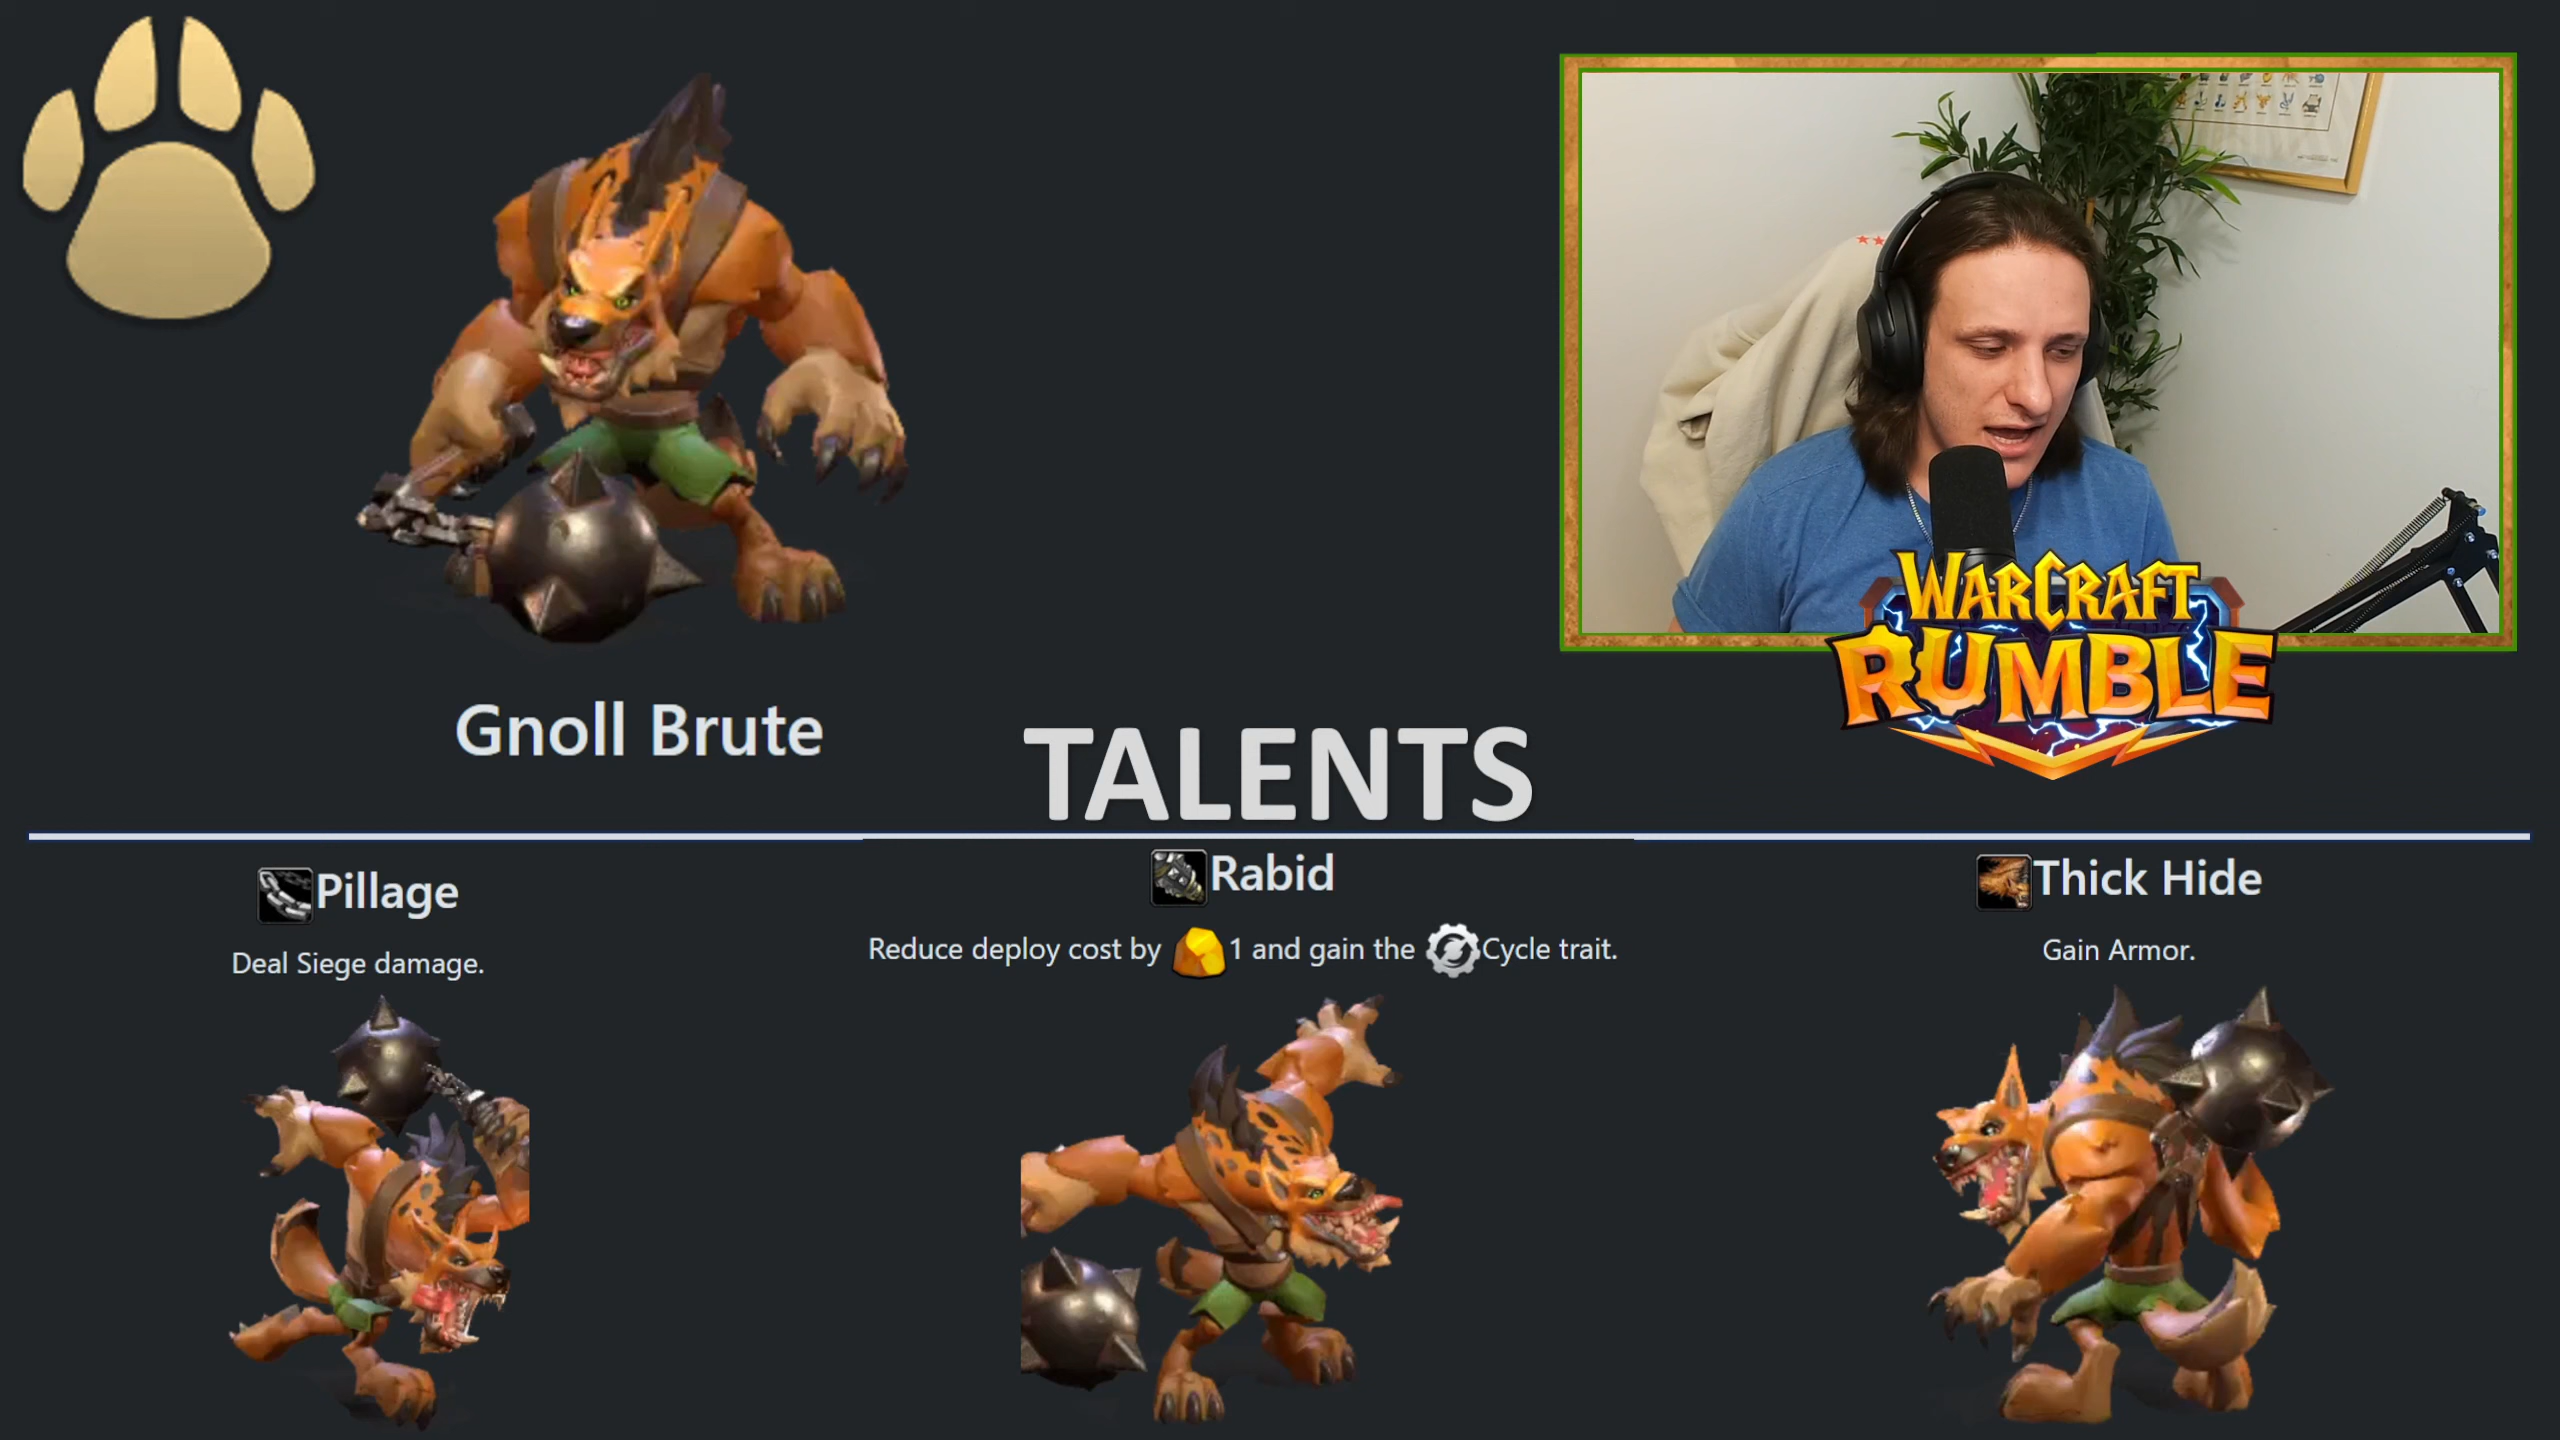 WARCRAFT
RUMBLE
Gnoll Brute
TALENTS
Pillage
Deal Siege damage.
Rabid
Reduce deploy cost by 1 and gain the Cycle trait.
Thick Hide
Gain Armor.